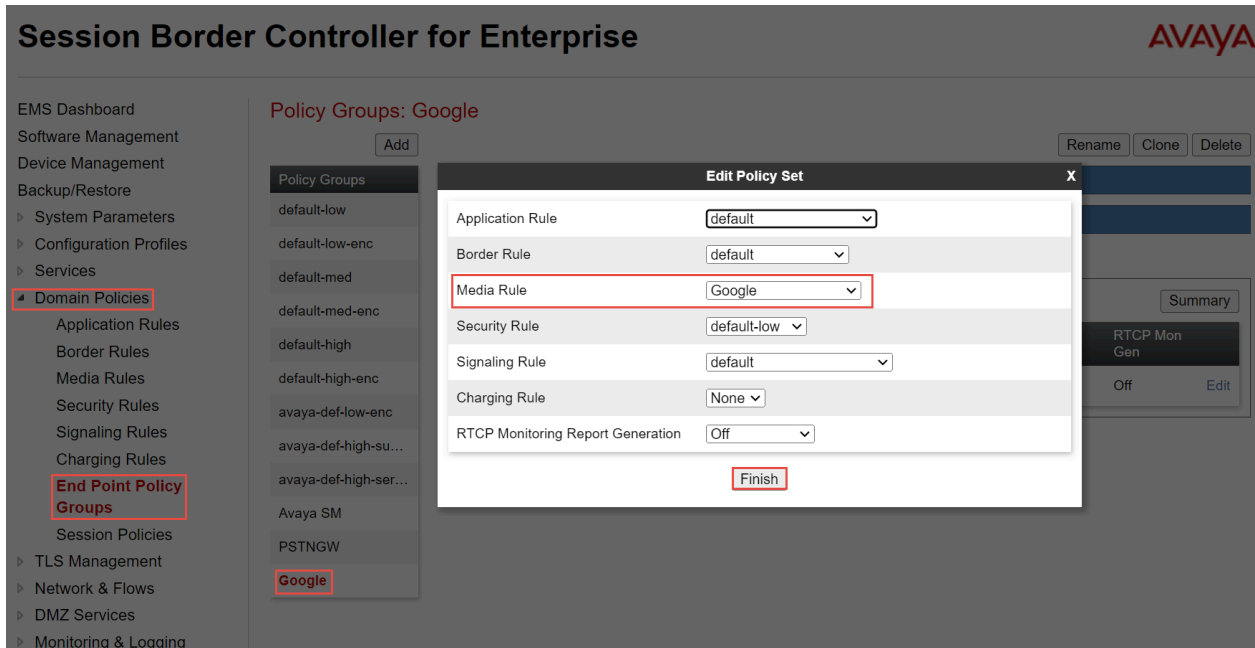 Session Border Controller for Enterprise
AVAYA
EMS Dashboard
Software Management
Device Management
Backup/Restore
System Parameters
Configuration Profiles
Services
Domain Policies
Application Rules
Border Rules
Media Rules
Security Rules
Signaling Rules
Charging Rules
End Point Policy
Groups
Session Policies
TLS Management
Network & Flows
DMZ Services
Monitoring & Logging
Policy Groups: Google
Add
Rename Clone Delete
Policy Groups
default-low
default-low-enc
default-med
default-med-enc
default-high
default-high-enc
avaya-def-low-enc
avaya-def-high-su...
avaya-def-high-ser...
Avaya SM
PSTNGW
Google
Edit Policy Set X
Application Rule default
Border Rule default
Media Rule Google
Security Rule default-low
Signaling Rule default
Charging Rule None
RTCP Monitoring Report Generation Off
Finish
Summary
RTCP Mon
Gen
Off Edit